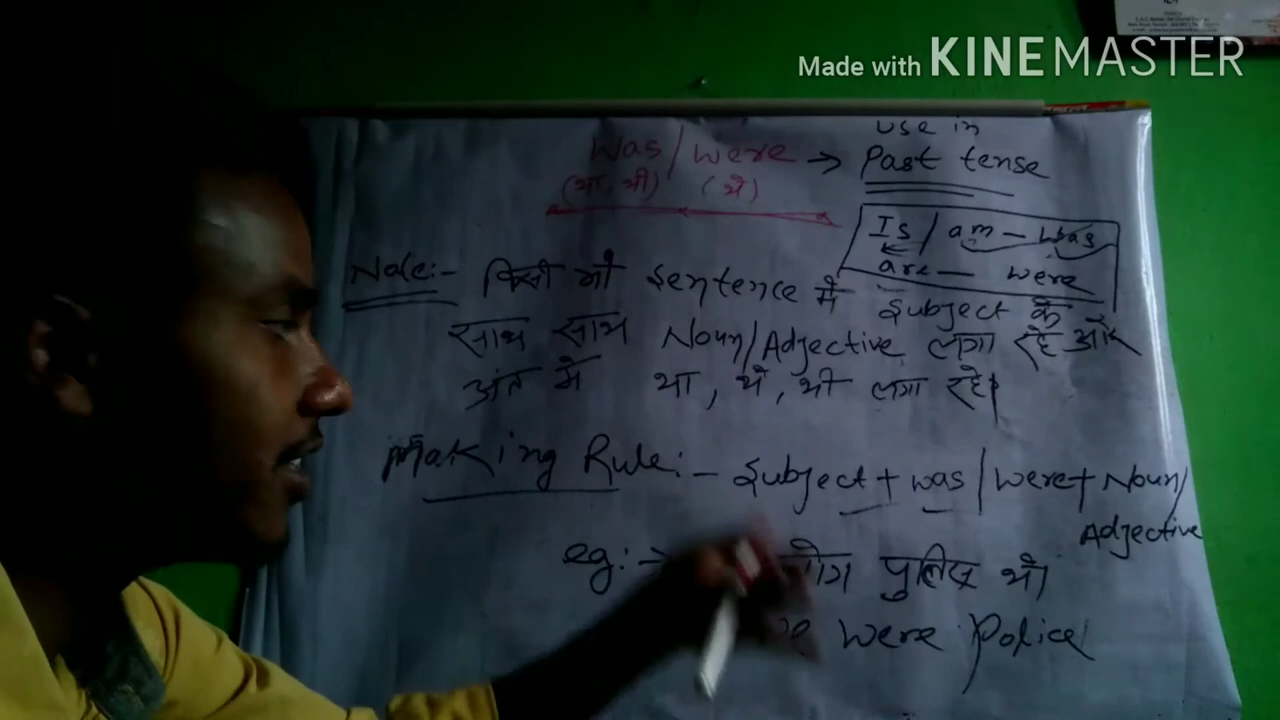 Made with KINEMASTER
Use in
Was/were → Past tense
(था, थी) (थे)
Is / am – Was
are – were
Note:- किसी भी Sentence में Subject के
साथ साथ Noun/Adjective लगा रहे और
अंत में था, थे, थी लगा रहे।
Making Rule:- Subject + was/were + Noun/
Adjective
eg:→ लोग पुलिस थे।
were Police